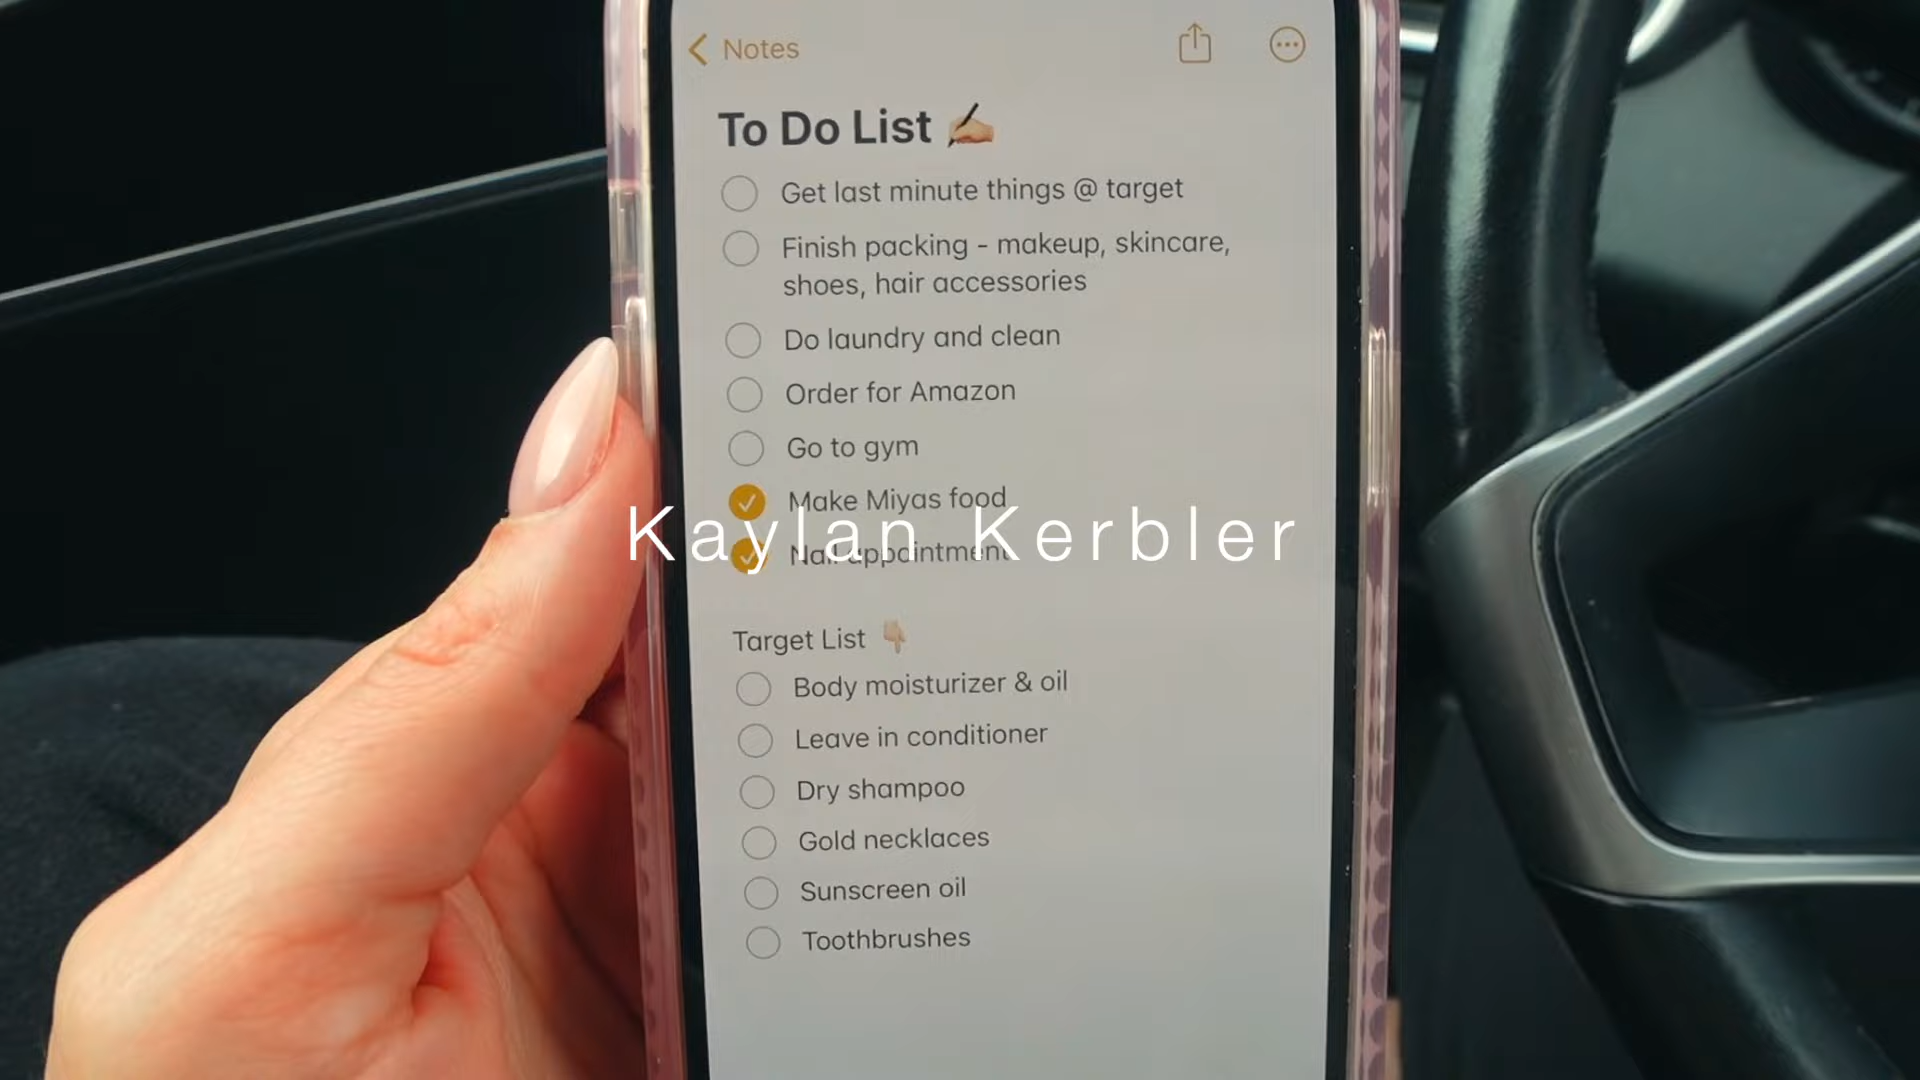 Notes
To Do List
Get last minute things @ target
Finish packing - makeup, skincare,
shoes, hair accessories
Do laundry and clean
Order for Amazon
Go to gym
Make Miyas food
Kaylan Kerbler
Nail appointment
Target List
Body moisturizer & oil
Leave in conditioner
Dry shampoo
Gold necklaces
Sunscreen oil
Toothbrushes